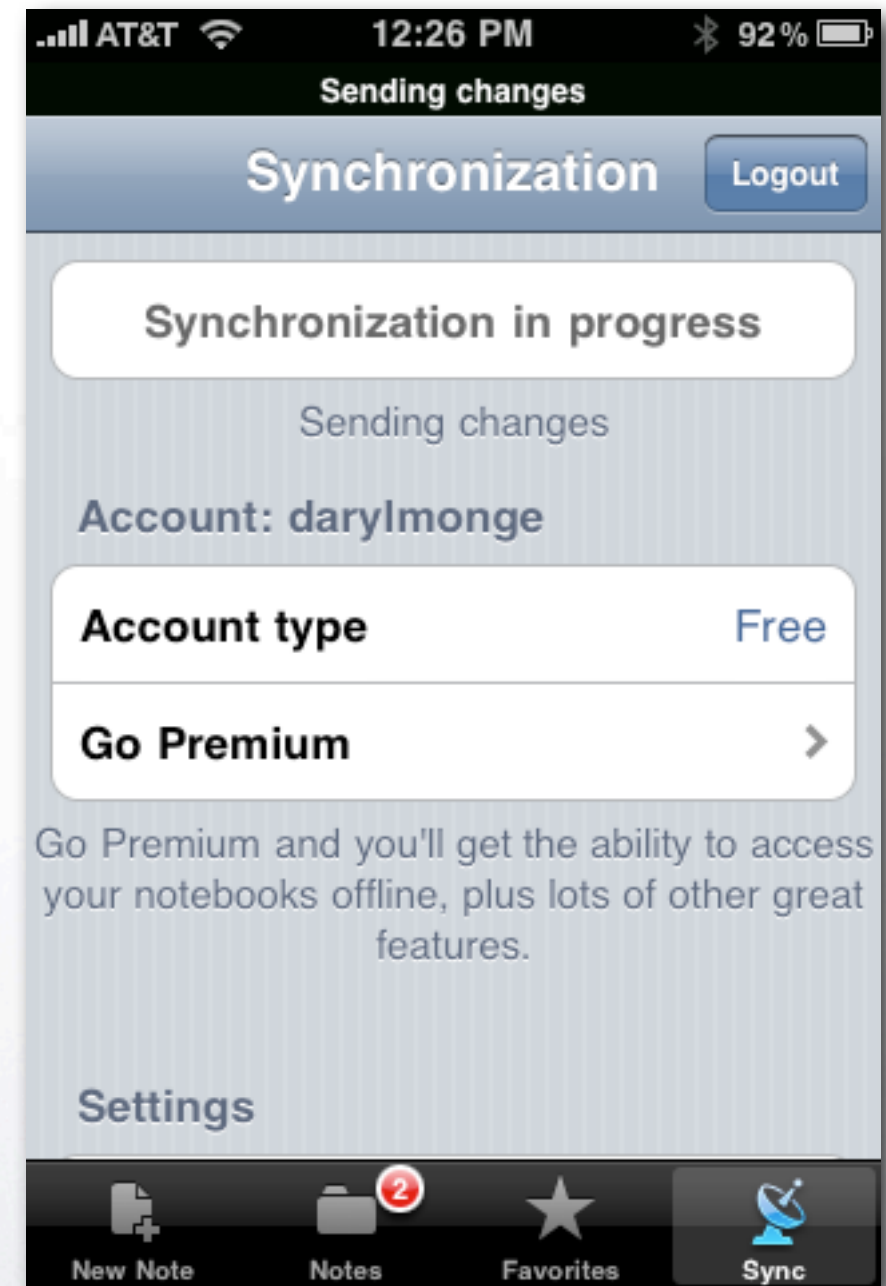 AT&T 12:26 PM 92%
Sending changes
Synchronization Logout
Synchronization in progress
Sending changes
Account: darylmonge
Account type Free
Go Premium
Go Premium and you'll get the ability to access
your notebooks offline, plus lots of other great
features.
Settings
2
New Note Notes Favorites Sync